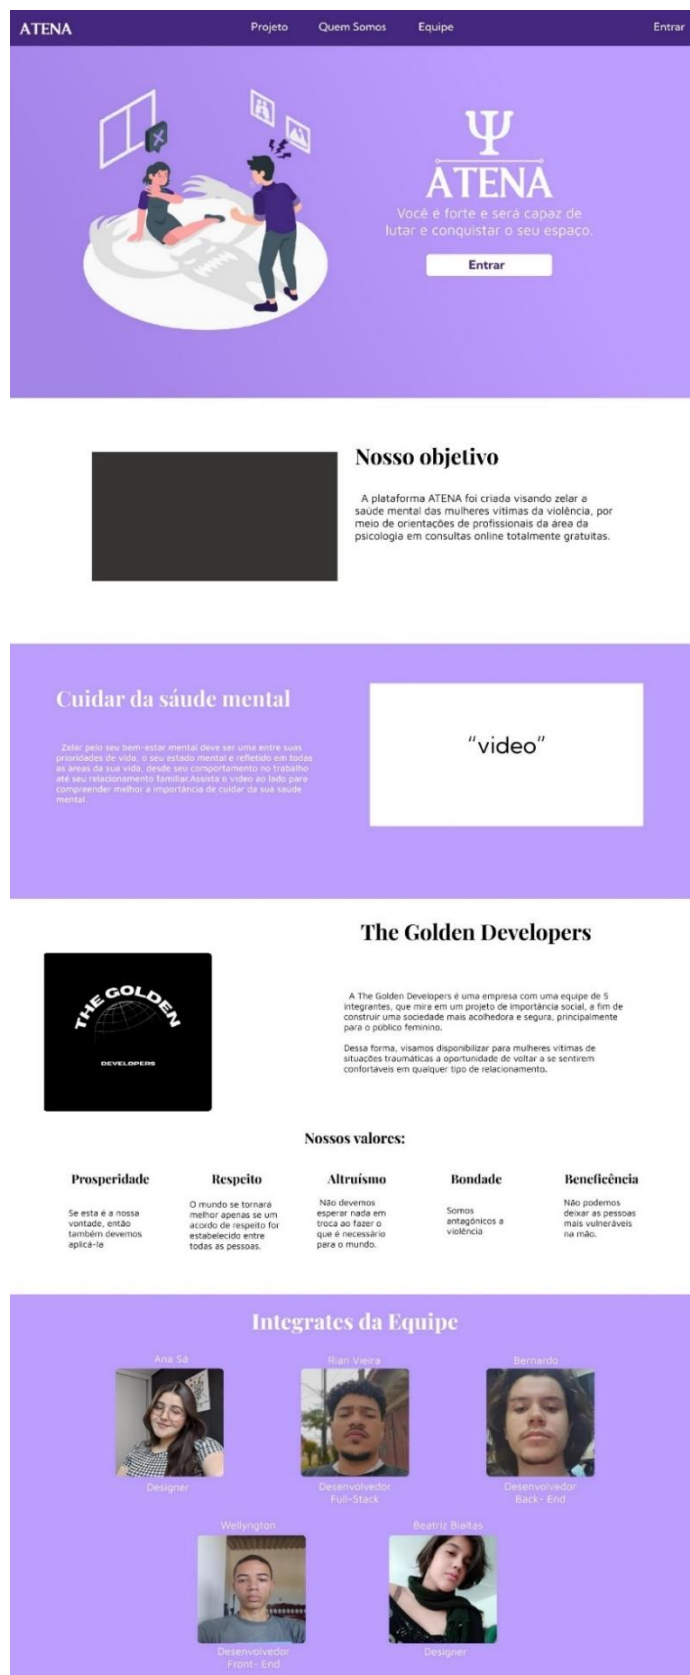 ATENA
Projeto
Quem Somos
Equipe
Entrar
ATENA
Você é forte e será capaz de
lutar e conquistar o seu espaço.
Entrar
Nosso objetivo
A plataforma ATENA foi criada visando zelar a
saúde mental das mulheres vítimas da violência, por
meio de orientações de profissionais da área da
psicologia em consultas online totalmente gratuitas.
Cuidar da sáude mental
Zelar pelo seu bem-estar mental deve ser uma entre suas
prioridades de vida, o seu estado mental é refletido em todas
as áreas da sua vida, desde seu comportamento no trabalho
até seu relacionamento familiar.Assista o vídeo ao lado para
compreender melhor a importância de cuidar da sua saúde
mental.
“video”
The Golden Developers
THE GOLDEN
DEVELOPERS
A The Golden Developers é uma empresa com uma equipe de 5
integrantes, que mira em um projeto de importância social, a fim de
construir uma sociedade mais acolhedora e segura, principalmente
para o público feminino.
Dessa forma, visamos disponibilizar para mulheres vítimas de
situações traumáticas a oportunidade de voltar a se sentirem
confortáveis em qualquer tipo de relacionamento.
Nossos valores:
Prosperidade
Se esta é a nossa
vontade, então
também devemos
aplicá-la
Respeito
O mundo se tornará
melhor apenas se um
acordo de respeito for
estabelecido entre
todas as pessoas.
Altruísmo
Não devemos
esperar nada em
troca ao fazer o
que é necessário
para o mundo.
Bondade
Somos
antagônicos a
violência
Beneficência
Não podemos
deixar as pessoas
mais vulneráveis
na mão.
Integrates da Equipe
Ana Sá
Designer
Rian Vieira
Desenvolvedor
Full-Stack
Bernardo
Desenvolvedor
Back- End
Wellyngton
Desenvolvedor
Front- End
Beatriz Bialtas
Designer